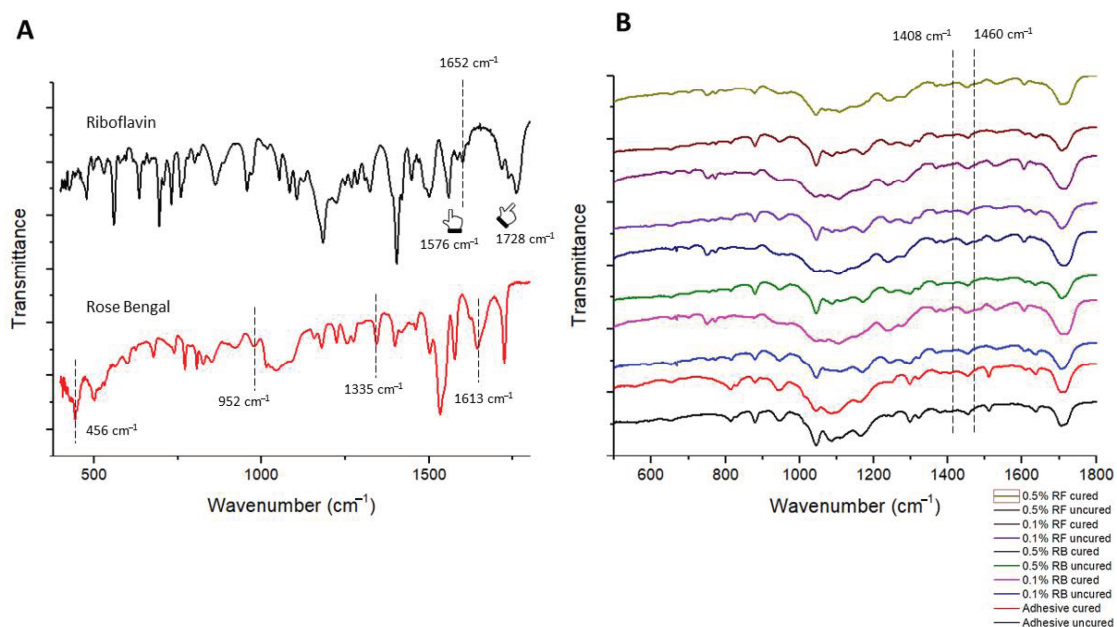 A
Riboflavin
1652 cm⁻¹
1576 cm⁻¹
1728 cm⁻¹
Rose Bengal
456 cm⁻¹
952 cm⁻¹
1335 cm⁻¹
1613 cm⁻¹
Transmittance
500
1000
1500
Wavenumber (cm⁻¹)
B
1408 cm⁻¹
1460 cm⁻¹
Transmittance
600
800
1000
1200
1400
1600
1800
Wavenumber (cm⁻¹)
0.5% RF cured
0.5% RF uncured
0.1% RF cured
0.1% RF uncured
0.5% RB cured
0.5% RB uncured
0.1% RB cured
0.1% RB uncured
Adhesive cured
Adhesive uncured